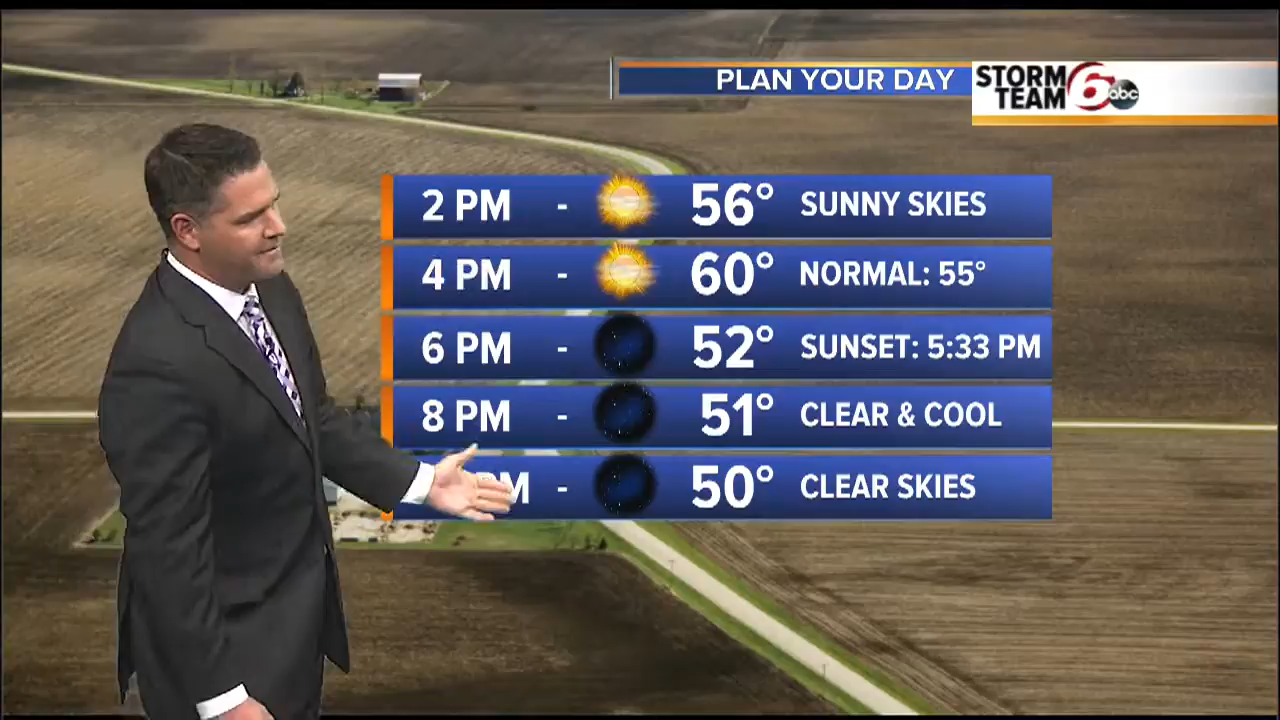 PLAN YOUR DAY
STORM
TEAM 6 abc
2 PM - 56° SUNNY SKIES
4 PM - 60° NORMAL: 55°
6 PM - 52° SUNSET: 5:33 PM
8 PM - 51° CLEAR & COOL
- 50° CLEAR SKIES